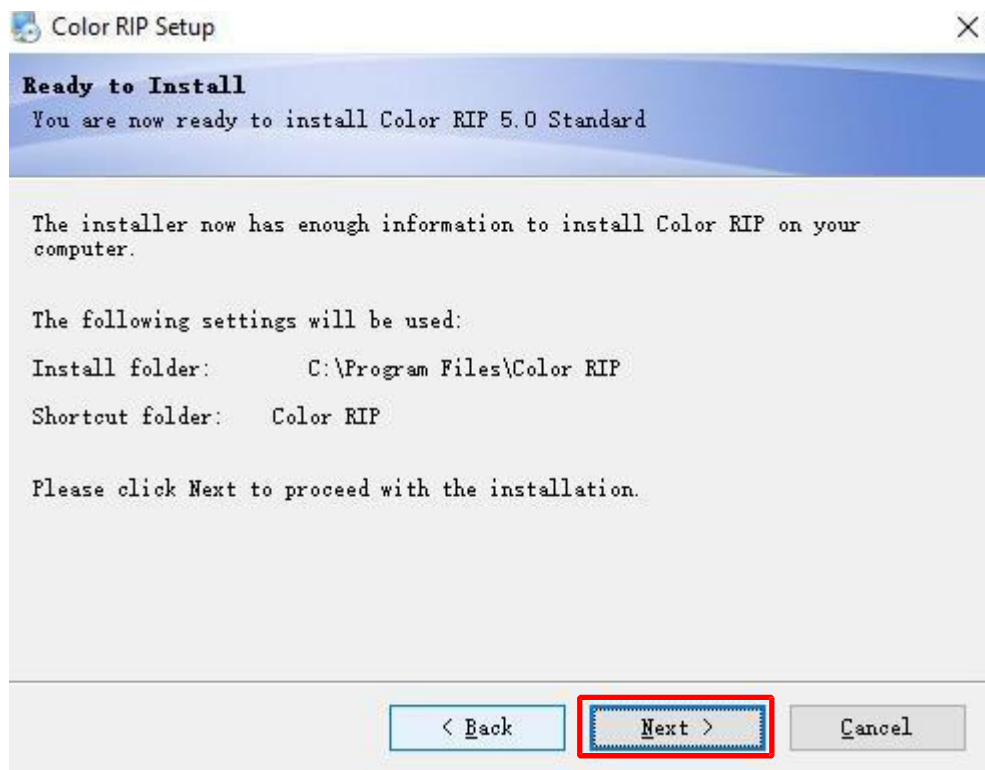 Color RIP Setup
Ready to Install
You are now ready to install Color RIP 5.0 Standard
The installer now has enough information to install Color RIP on your
computer.
The following settings will be used:
Install folder: C:\Program Files\Color RIP
Shortcut folder: Color RIP
Please click Next to proceed with the installation.
< Back Next > Cancel